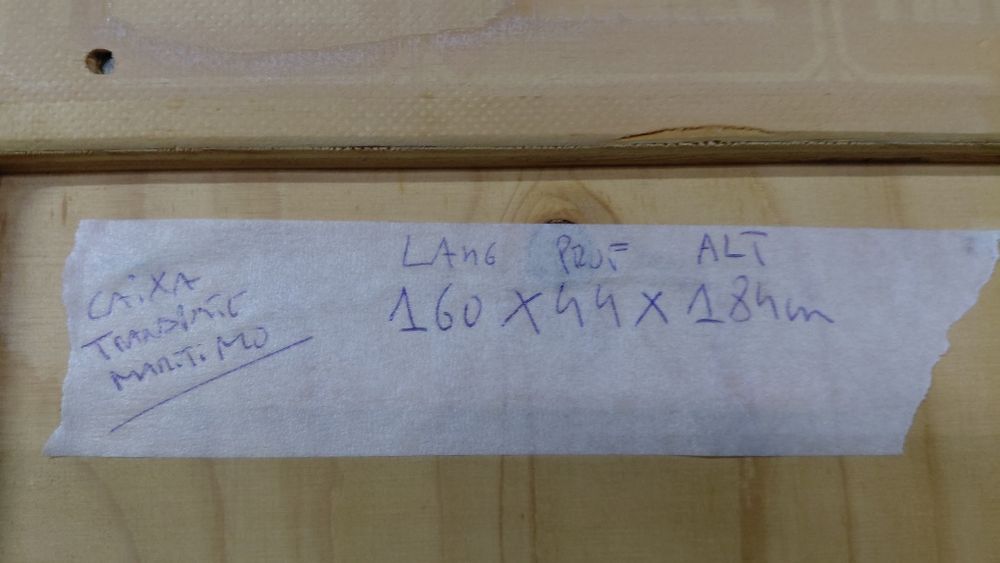 CAIXA
TRANSPORTE
MARITIMO
LARG PROF ALT
160 X 44 X 184cm